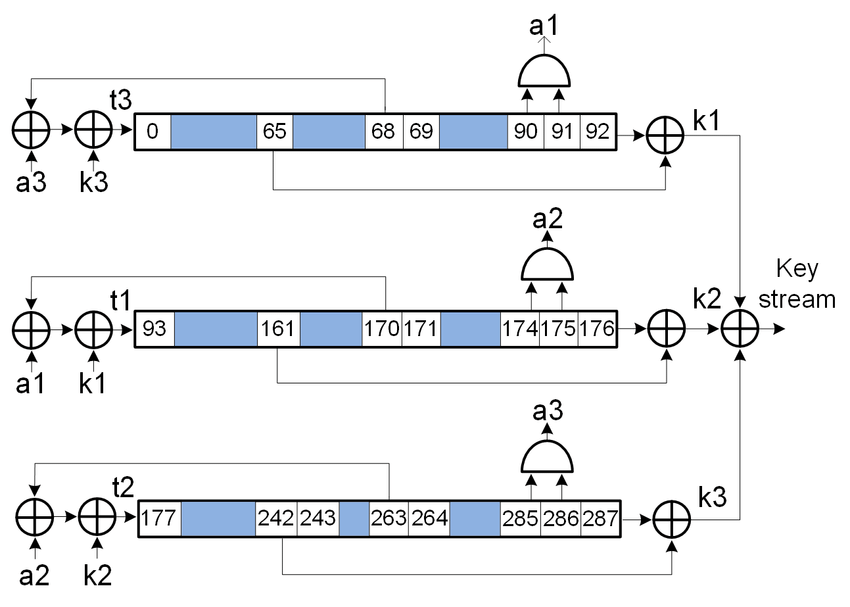 a1
t3
0 65 68 69 90 91 92
k1
a3 k3
a2
t1
93 161 170 171 174 175 176
k2
Key
stream
a1 k1
a3
t2
177 242 243 263 264 285 286 287
k3
a2 k2